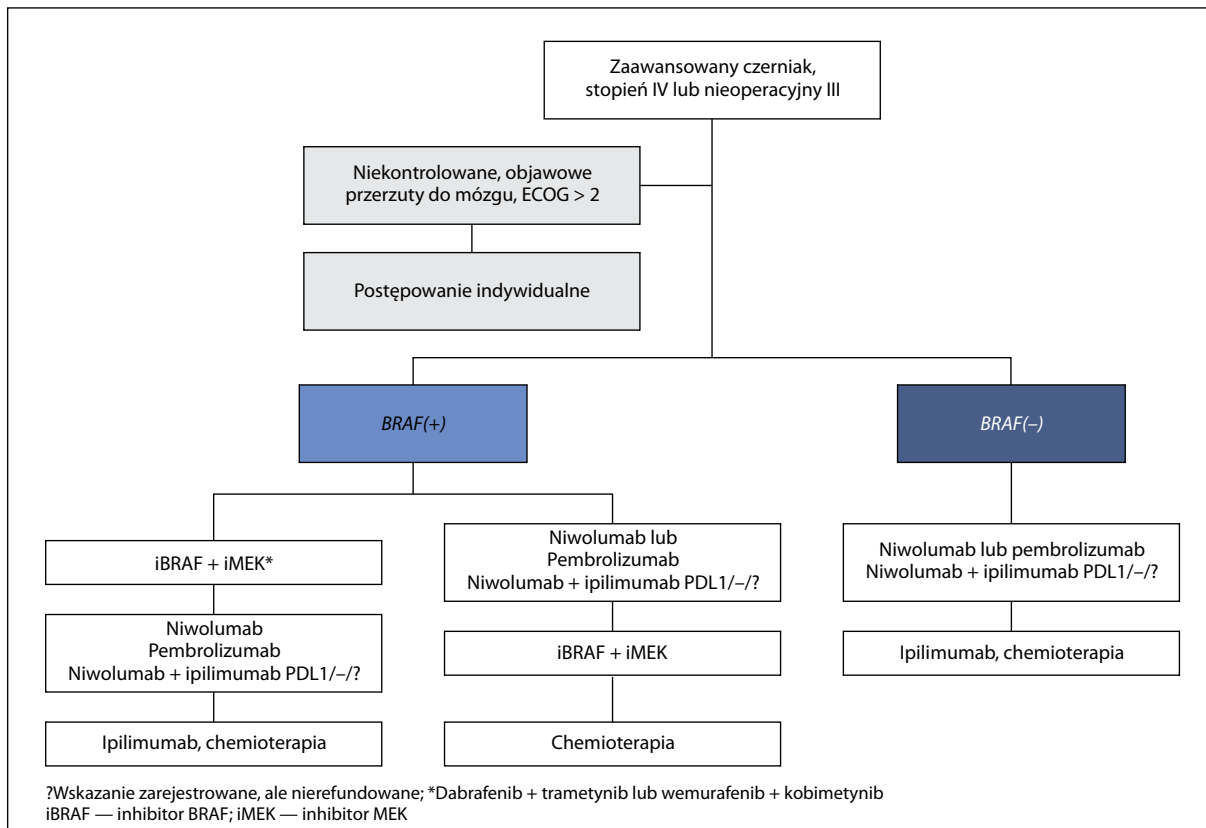 Zaawansowany czerniak,
stopień IV lub nieoperacyjny III
Niekontrolowane, objawowe
przerzuty do mózgu, ECOG > 2
Postępowanie indywidualne
BRAF(+)
BRAF(–)
iBRAF + iMEK*
Niwolumab
Pembrolizumab
Niwolumab + ipilimumab PDL1/–/?
Ipilimumab, chemioterapia
Niwolumab lub
Pembrolizumab
Niwolumab + ipilimumab PDL1/–/?
iBRAF + iMEK
Chemioterapia
Niwolumab lub pembrolizumab
Niwolumab + ipilimumab PDL1/–/?
Ipilimumab, chemioterapia
?Wskazanie zarejestrowane, ale nierefundowane; *Dabrafenib + trametynib lub wemurafenib + kobimetynib
iBRAF — inhibitor BRAF; iMEK — inhibitor MEK